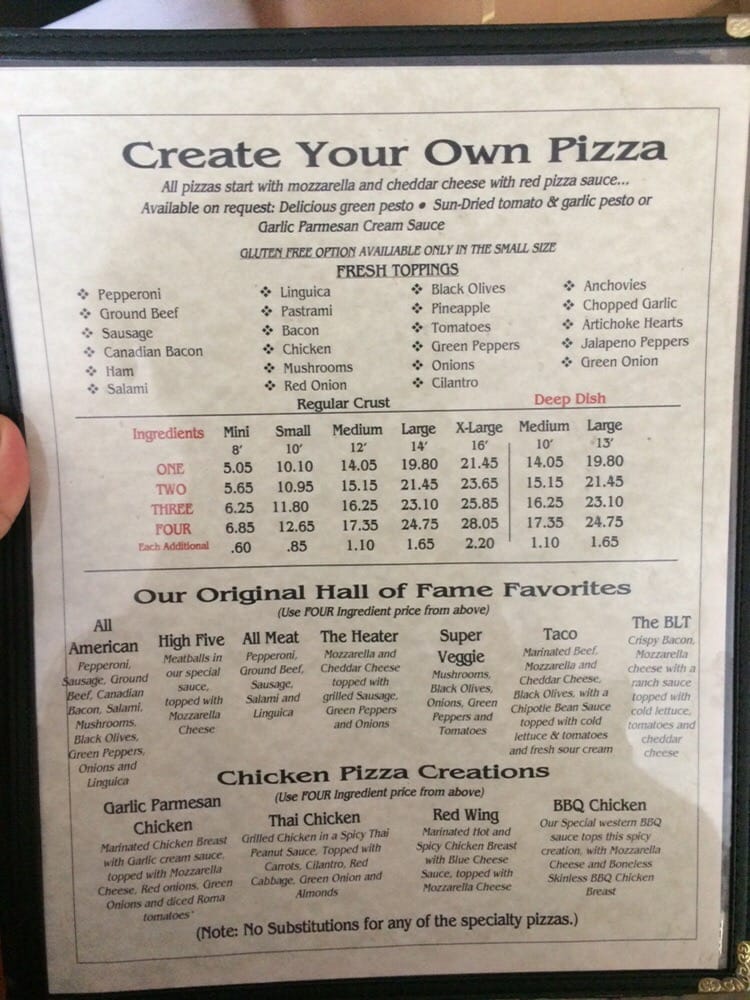 Create Your Own Pizza
All pizzas start with mozzarella and cheddar cheese with red pizza sauce...
Available on request: Delicious green pesto • Sun-Dried tomato & garlic pesto or
Garlic Parmesan Cream Sauce
GLUTEN FREE OPTION AVAILIABLE ONLY IN THE SMALL SIZE
FRESH TOPPINGS
❖ Pepperoni
❖ Ground Beef
❖ Sausage
❖ Canadian Bacon
❖ Ham
❖ Salami
❖ Linguica
❖ Pastrami
❖ Bacon
❖ Chicken
❖ Mushrooms
❖ Red Onion
❖ Black Olives
❖ Pineapple
❖ Tomatoes
❖ Green Peppers
❖ Onions
❖ Cilantro
❖ Anchovies
❖ Chopped Garlic
❖ Artichoke Hearts
❖ Jalapeno Peppers
❖ Green Onion
Regular Crust Deep Dish
Ingredients Mini Small Medium Large X-Large Medium Large
8' 10' 12' 14' 16' 10' 13'
ONE 5.05 10.10 14.05 19.80 21.45 14.05 19.80
TWO 5.65 10.95 15.15 21.45 23.65 15.15 21.45
THREE 6.25 11.80 16.25 23.10 25.85 16.25 23.10
FOUR 6.85 12.65 17.35 24.75 28.05 17.35 24.75
Each Additional .60 .85 1.10 1.65 2.20 1.10 1.65
Our Original Hall of Fame Favorites
(Use FOUR Ingredient price from above)
All
American
Pepperoni,
Sausage, Ground
Beef, Canadian
Bacon, Salami,
Mushrooms,
Black Olives,
Green Peppers,
Onions and
Linguica
High Five
Meatballs in
our special
sauce,
topped with
Mozzarella
Cheese
All Meat
Pepperoni,
Ground Beef,
Sausage,
Salami and
Linguica
The Heater
Mozzarella and
Cheddar Cheese
topped with
grilled Sausage,
Green Peppers
and Onions
Super
Veggie
Mushrooms,
Black Olives,
Onions, Green
Peppers and
Tomatoes
Taco
Marinated Beef,
Mozzarella and
Cheddar Cheese,
Black Olives, with a
Chipotle Bean Sauce
topped with cold
lettuce & tomatoes
and fresh sour cream
The BLT
Crispy Bacon,
Mozzarella
cheese with a
ranch sauce
topped with
cold lettuce,
tomatoes and
cheddar
cheese
Chicken Pizza Creations
(Use FOUR Ingredient price from above)
Garlic Parmesan
Chicken
Marinated Chicken Breast
with Garlic cream sauce,
topped with Mozzarella
Cheese, Red onions, Green
Onions and diced Roma
tomatoes'
Thai Chicken
Grilled Chicken in a Spicy Thai
Peanut Sauce, Topped with
Carrots, Cilantro, Red
Cabbage, Green Onion and
Almonds
Red Wing
Marinated Hot and
Spicy Chicken Breast
with Blue Cheese
Sauce, topped with
Mozzarella Cheese
BBQ Chicken
Our Special western BBQ
sauce tops this spicy
creation, with Mozzarella
Cheese and Boneless
Skinless BBQ Chicken
Breast
(Note: No Substitutions for any of the specialty pizzas.)